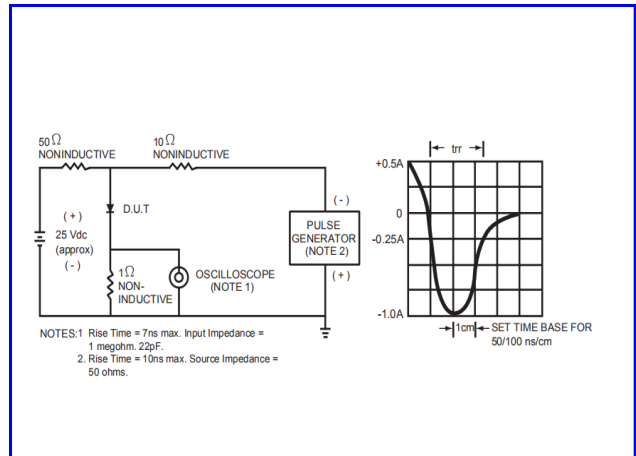 50Ω
NONINDUCTIVE
10Ω
NONINDUCTIVE
(+)
25 Vdc
(approx)
(-)
D.U.T
1Ω
NON-
INDUCTIVE
OSCILLOSCOPE
(NOTE 1)
(-)
PULSE
GENERATOR
(NOTE 2)
(+)
trr
+0.5A
0
-0.25A
-1.0A
1cm
SET TIME BASE FOR
50/100 ns/cm
NOTES:1 Rise Time = 7ns max. Input Impedance =
1 megohm. 22pF.
2. Rise Time = 10ns max. Source Impedance =
50 ohms.